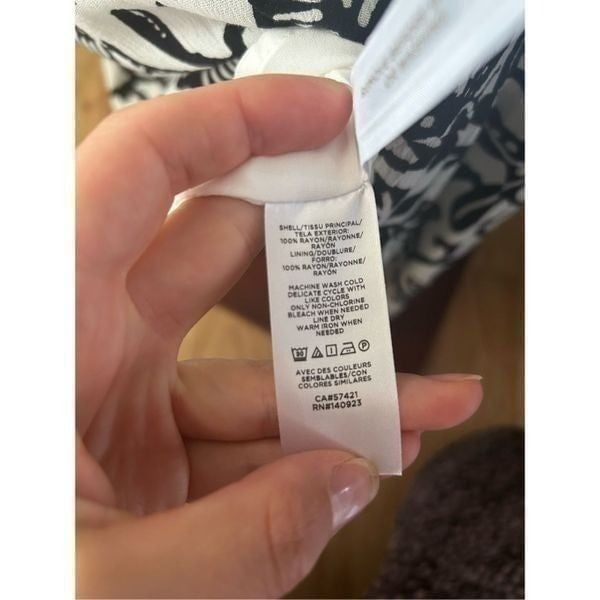 SHELL/TISSU PRINCIPAL/
TELA EXTERIOR:
100% RAYON/RAYONNE/
RAYÓN
LINING/DOUBLURE/
FORRO:
100% RAYON/RAYONNE/
RAYÓN
MACHINE WASH COLD
DELICATE CYCLE WITH
LIKE COLORS
ONLY NON-CHLORINE
BLEACH WHEN NEEDED
LINE DRY
WARM IRON WHEN
NEEDED
30
P
AVEC DES COULEURS
SEMBLABLES/CON
COLORES SIMILARES
CA#57421
RN#140923